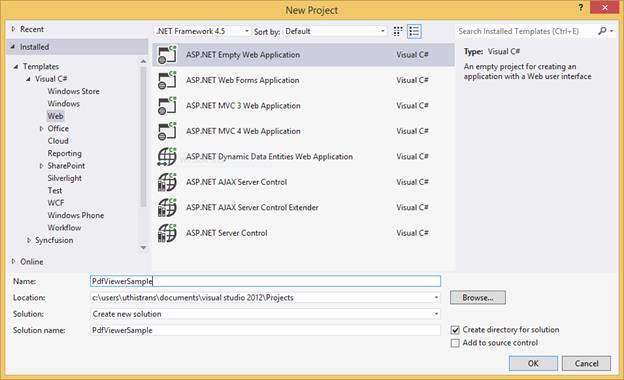 New Project
Recent
.NET Framework 4.5
Sort by:
Default
Search Installed Templates (Ctrl+E)
Installed
Templates
Visual C#
Windows Store
Windows
Web
Office
Cloud
Reporting
SharePoint
Silverlight
Test
WCF
Windows Phone
Workflow
Syncfusion
Online
ASP.NET Empty Web Application Visual C#
ASP.NET Web Forms Application Visual C#
ASP.NET MVC 3 Web Application Visual C#
ASP.NET MVC 4 Web Application Visual C#
ASP.NET Dynamic Data Entities Web Application Visual C#
ASP.NET AJAX Server Control Visual C#
ASP.NET AJAX Server Control Extender Visual C#
ASP.NET Server Control Visual C#
Type: Visual C#
An empty project for creating an
application with a Web user interface
Name: PdfViewerSample
Location: c:\users\uthistrans\documents\visual studio 2012\Projects
Browse...
Solution: Create new solution
Solution name: PdfViewerSample
Create directory for solution
Add to source control
OK
Cancel